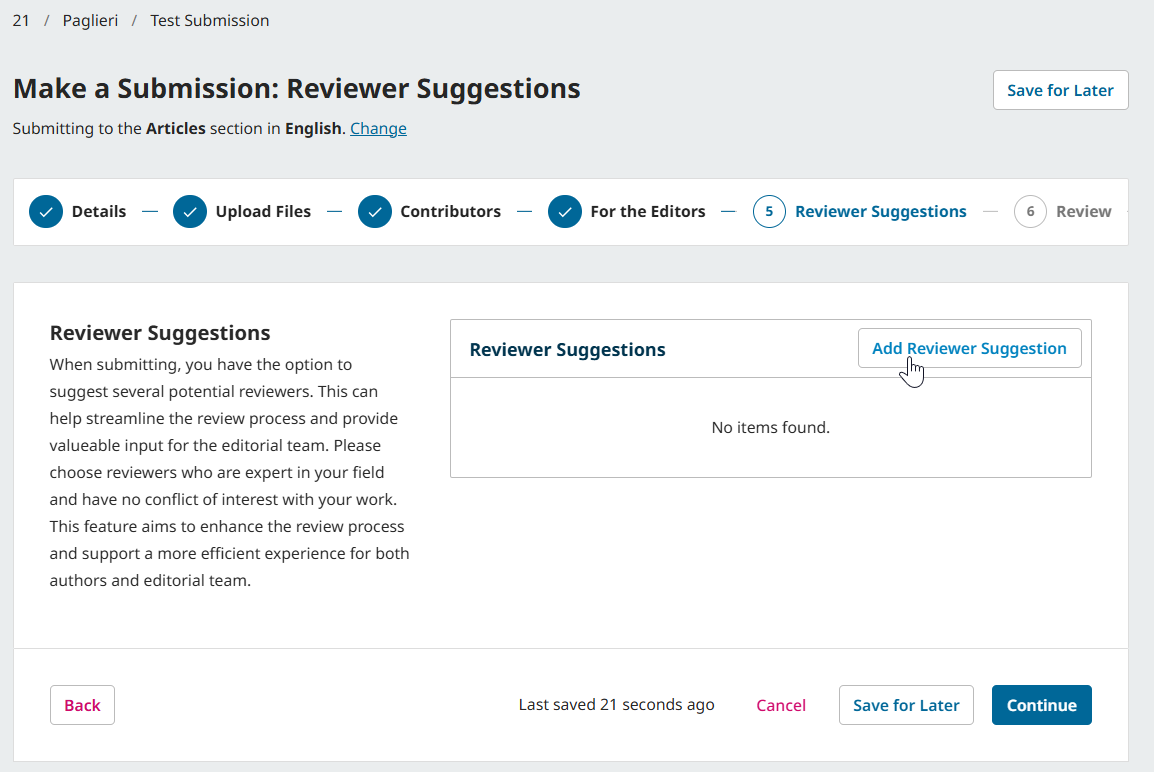 21 / Paglieri / Test Submission
Make a Submission: Reviewer Suggestions
Save for Later
Submitting to the Articles section in English. Change
Details
Upload Files
Contributors
For the Editors
5 Reviewer Suggestions
6 Review
Reviewer Suggestions
When submitting, you have the option to
suggest several potential reviewers. This can
help streamline the review process and provide
valueable input for the editorial team. Please
choose reviewers who are expert in your field
and have no conflict of interest with your work.
This feature aims to enhance the review process
and support a more efficient experience for both
authors and editorial team.
Reviewer Suggestions
Add Reviewer Suggestion
No items found.
Back
Last saved 21 seconds ago
Cancel
Save for Later
Continue